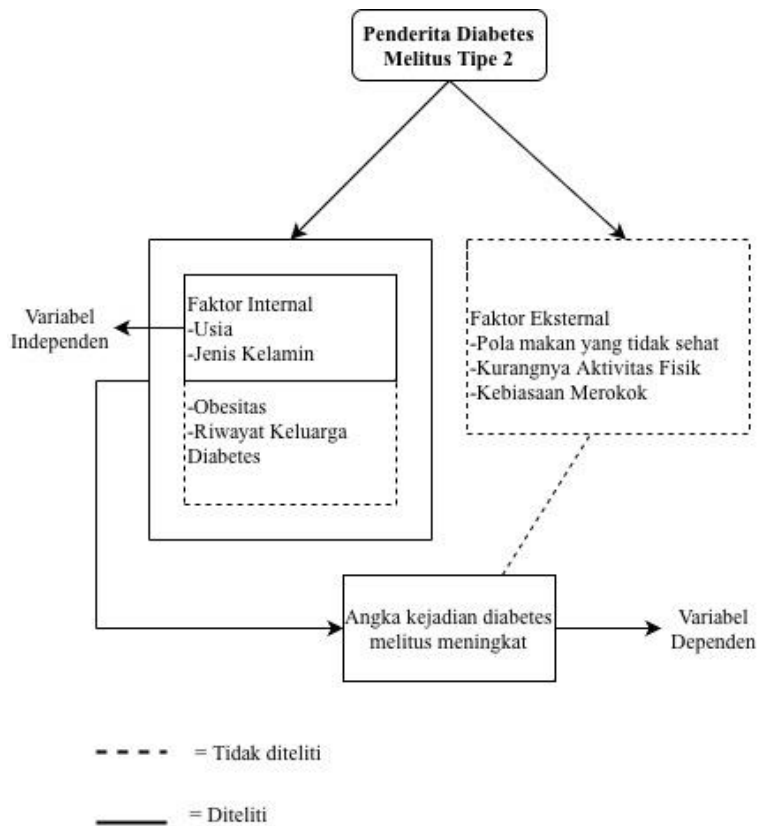 Penderita Diabetes
Melitus Tipe 2
Faktor Internal
-Usia
-Jenis Kelamin
-Obesitas
-Riwayat Keluarga
Diabetes
Variabel
Independen
Faktor Eksternal
-Pola makan yang tidak sehat
-Kurangnya Aktivitas Fisik
-Kebiasaan Merokok
Angka kejadian diabetes
melitus meningkat
Variabel
Dependen
= Tidak diteliti
= Diteliti